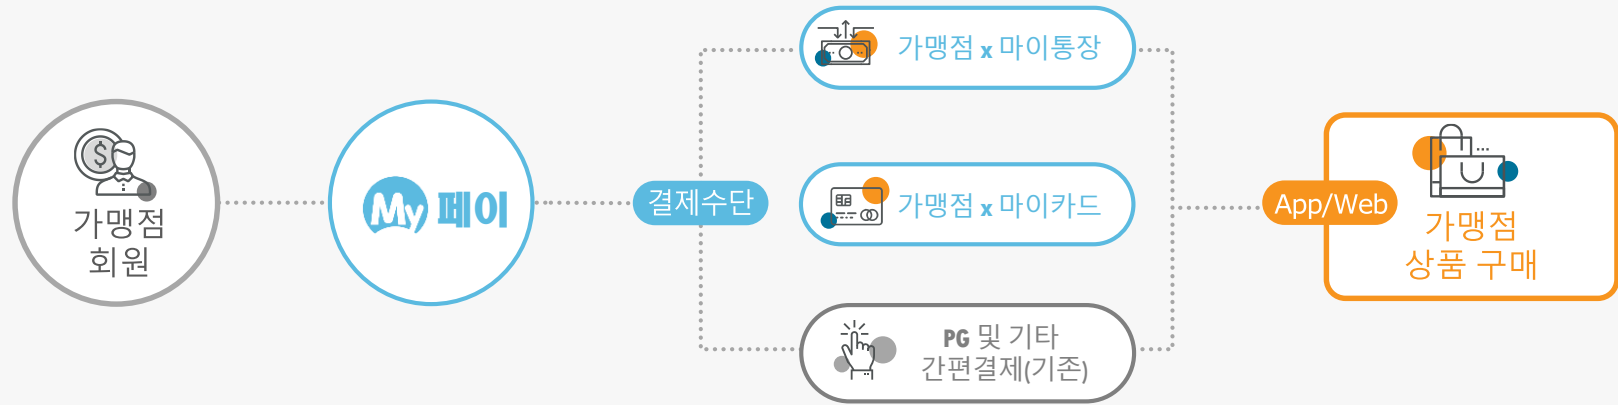 가맹점
회원
My 페이
결제수단
가맹점 x 마이통장
가맹점 x 마이카드
PG 및 기타
간편결제(기존)
App/Web
가맹점
상품 구매